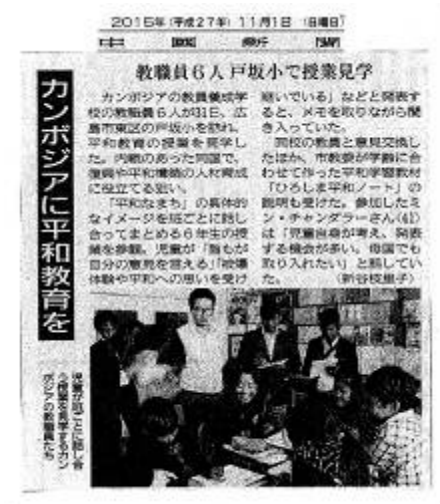 2015年(平成27年) 11月1日 (日曜日)
中 国 新 聞
カンボジアに平和教育を
教職員6人戸坂小で授業見学
カンボジアの教員養成学
校の教職員6人が31日、広
島市東区の戸坂小を訪れ、
平和教育の授業を見学し
た。内戦のあった同国で、
復興や平和構築の人材育成
に役立てる狙い。
「平和なまち」の具体的
なイメージを班ごとに話し
合ってまとめる6年生の授
業を参観。児童が「誰もが
自分の意見を言える」「被爆
体験や平和への思いを受け
継いでいる」などと発表す
ると、メモを取りながら聞
き入っていた。
同校の教員と意見交換し
たほか、市教委が学齢に合
わせて作った平和学習教材
「ひろしま平和ノート」の
説明も受けた。参加したミ
ン・チャンダラーさん(41)
は「児童自身が考え、発表
する機会が多い。母国でも
取り入れたい」と話してい
た。 (新谷枝里子)
児童が班ごとに話し合
う授業を見学するカン
ボジアの教職員たち